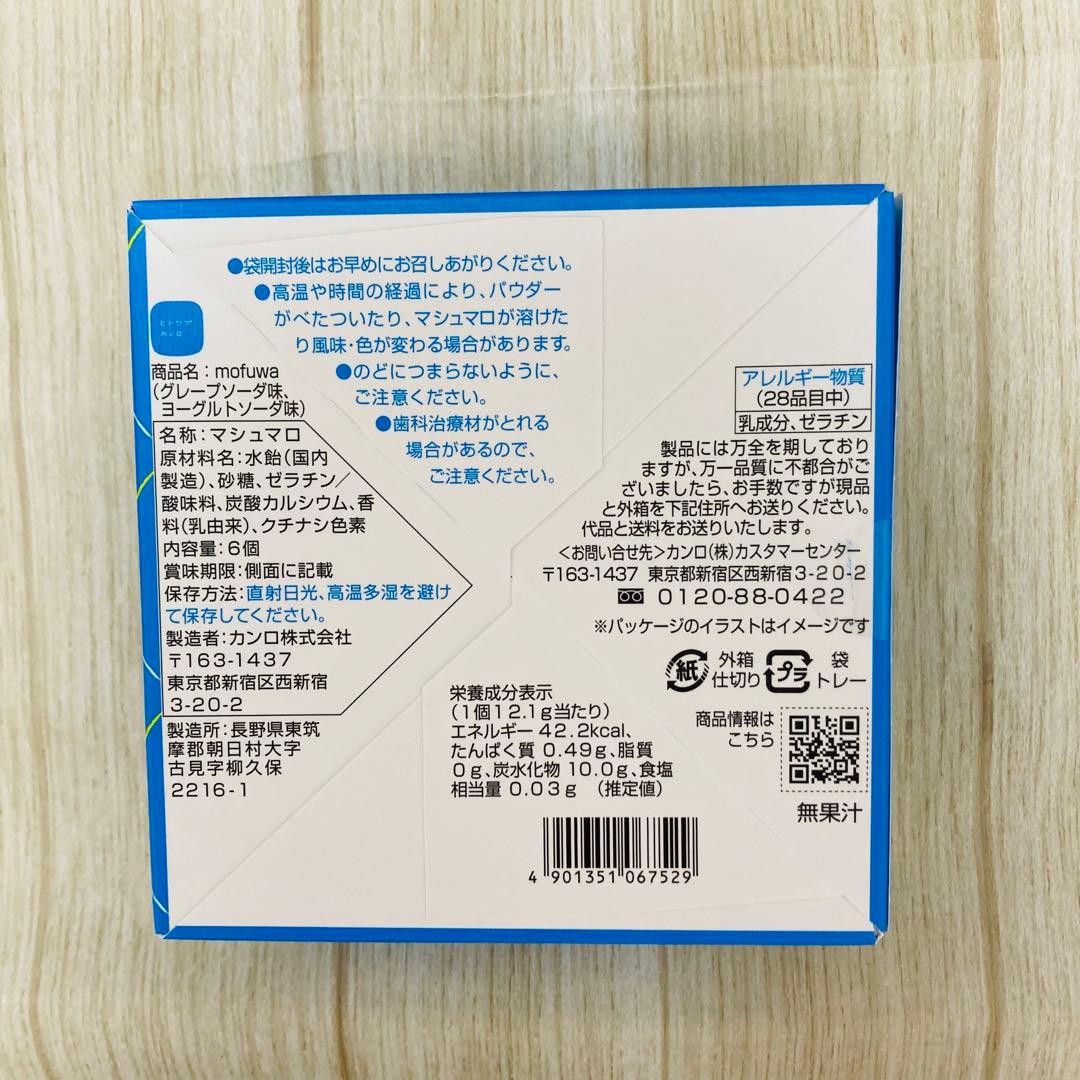 ●袋開封後はお早めにお召しあがりください。
●高温や時間の経過により、パウダー
がべたついたり、マシュマロが溶けた
り風味・色が変わる場合があります。
●のどにつまらないように、
ご注意ください。
●歯科治療材がとれる
場合があるので、
ご注意ください。
ヒトツブ
カンロ
商品名：mofuwa
（グレープソーダ味、
ヨーグルトソーダ味）
名称：マシュマロ
原材料名：水飴（国内
製造）、砂糖、ゼラチン／
酸味料、炭酸カルシウム、香
料（乳由来）、クチナシ色素
内容量：6個
賞味期限：側面に記載
保存方法：直射日光、高温多湿を避け
て保存してください。
製造者：カンロ株式会社
〒163-1437
東京都新宿区西新宿
3-20-2
製造所：長野県東筑
摩郡朝日村大字
古見字柳久保
2216-1
アレルギー物質
（28品目中）
乳成分、ゼラチン
製品には万全を期しており
ますが、万一品質に不都合がご
ざいましたら、お手数ですが現品
と外箱を下記住所へお送りください。
代品と送料をお送りいたします。
＜お問い合せ先＞カンロ（株）カスタマーセンター
〒163-1437 東京都新宿区西新宿3-20-2
0120-88-0422
※パッケージのイラストはイメージです
紙 外箱
仕切り
プラ 袋
トレー
栄養成分表示
（1個12.1g当たり）
エネルギー 42.2kcal、
たんぱく質 0.49g、脂質
0g、炭水化物 10.0g、食塩
相当量 0.03g （推定値）
商品情報は
こちら
無果汁
4 901351 067529